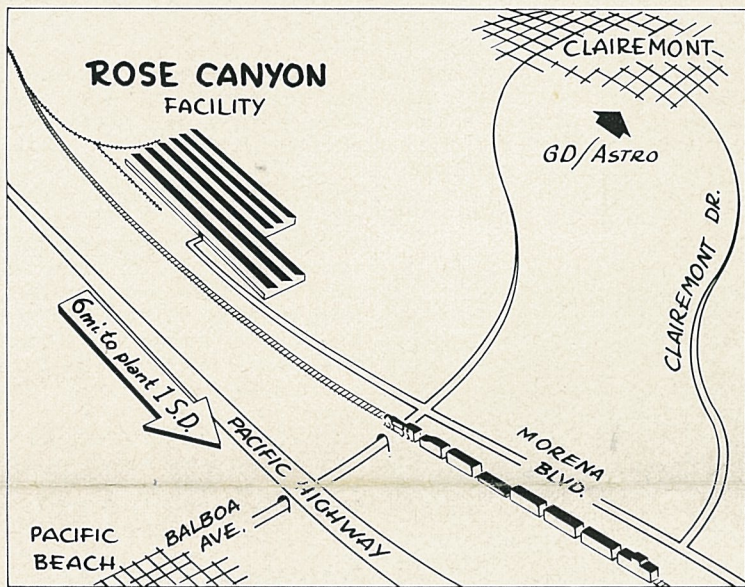 ROSE CANYON
FACILITY
CLAIREMONT
GD/ASTRO
CLAIREMONT DR.
6 mi. to plant 1 S.D.
PACIFIC HIGHWAY
MORENA
BLVD.
BALBOA
AVE.
PACIFIC
BEACH